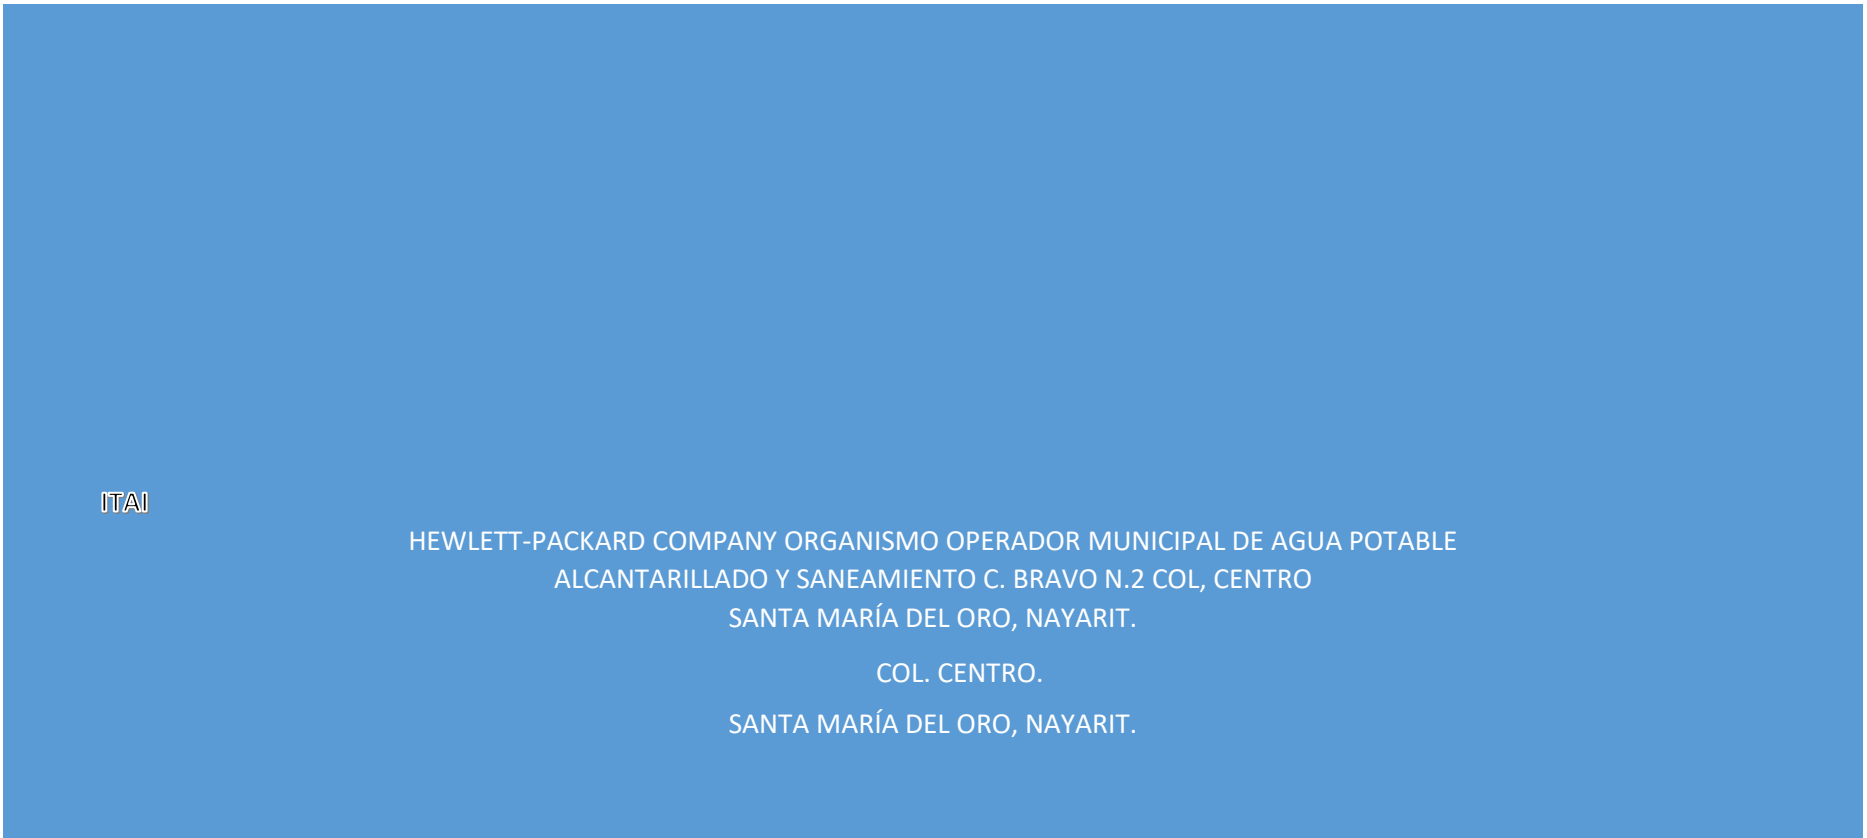 ITAI
HEWLETT-PACKARD COMPANY ORGANISMO OPERADOR MUNICIPAL DE AGUA POTABLE
ALCANTARILLADO Y SANEAMIENTO C. BRAVO N.2 COL, CENTRO
SANTA MARÍA DEL ORO, NAYARIT.
COL. CENTRO.
SANTA MARÍA DEL ORO, NAYARIT.